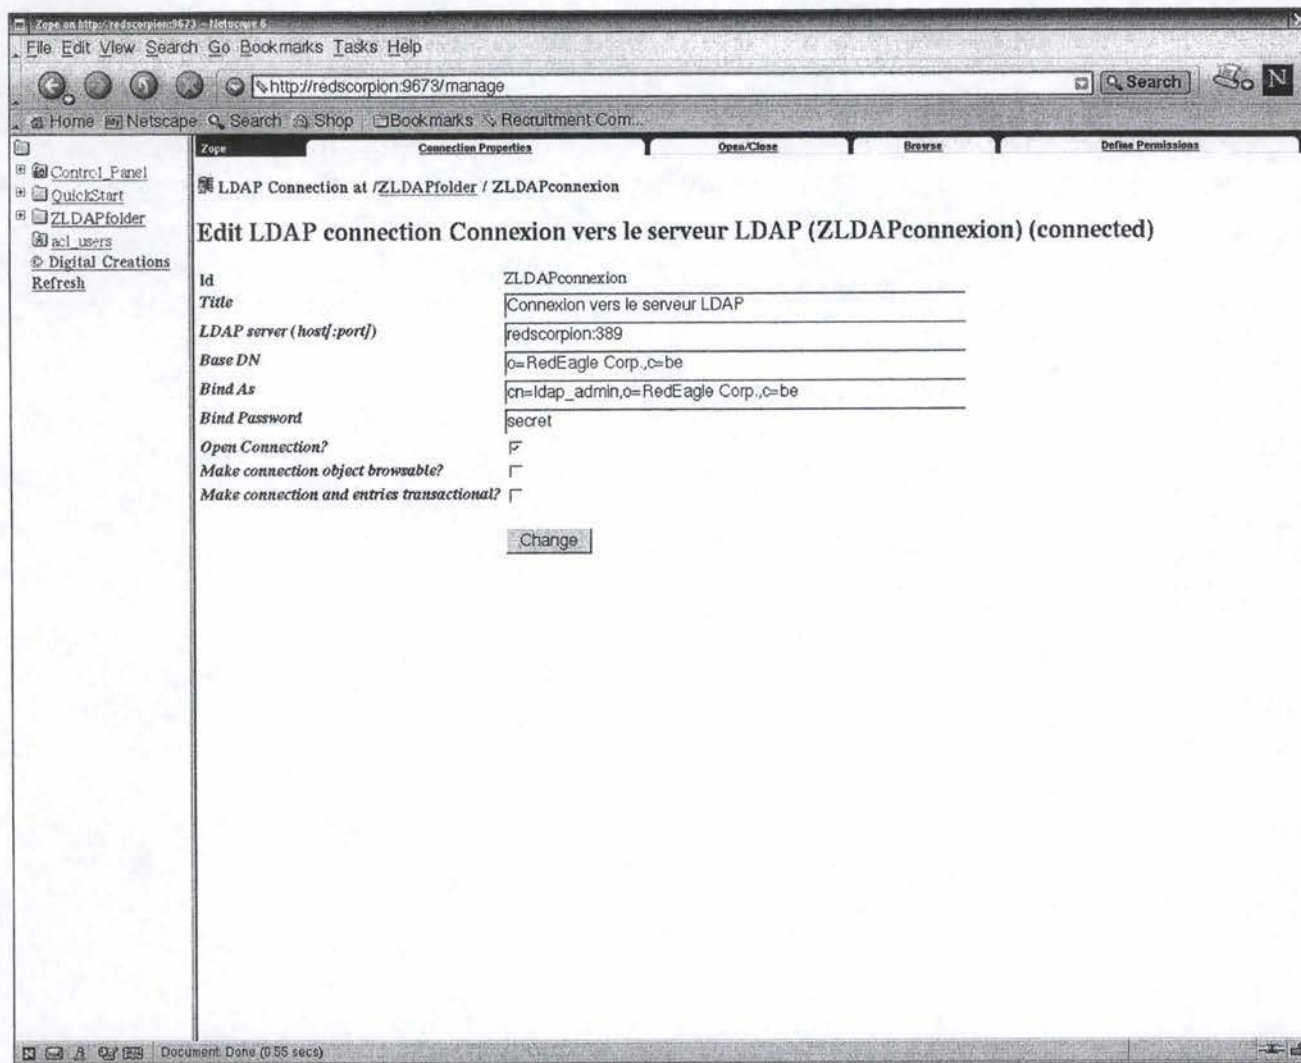 Zope on http://redscorpion:9673 - Netscape 6
File Edit View Search Go Bookmarks Tasks Help
http://redscorpion:9673/manage
Search
N
Home Netscape Search Shop Bookmarks Recruitment Com...
Zope Connection Properties Open/Close Browse Define Permissions
Control_Panel
QuickStart
ZLDAPfolder
acl_users
© Digital Creations
Refresh
LDAP Connection at /ZLDAPfolder / ZLDAPconnexion
Edit LDAP connection Connexion vers le serveur LDAP (ZLDAPconnexion) (connected)
Id ZLDAPconnexion
Title Connexion vers le serveur LDAP
LDAP server (host[:port]) redscorpion:389
Base DN o=RedEagle Corp.,c=be
Bind As cn=ldap_admin,o=RedEagle Corp.,c=be
Bind Password secret
Open Connection?
Make connection object browsable?
Make connection and entries transactional?
Change
Document: Done (0.55 secs)